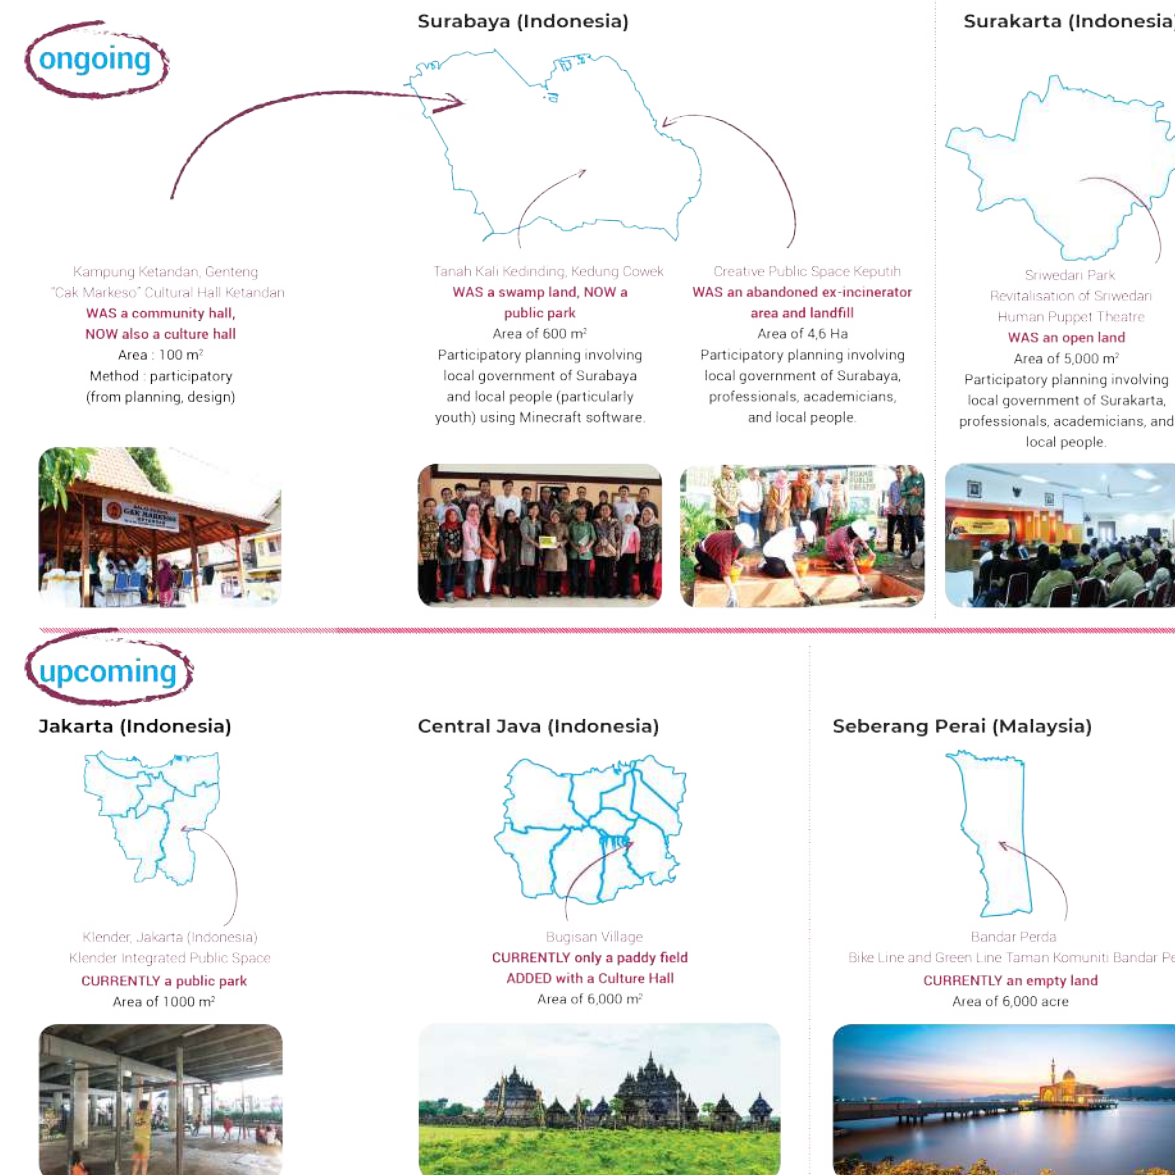 ongoing
Surabaya (Indonesia)
Kampung Ketandan, Genteng
"Cak Markeso" Cultural Hall Ketandan
WAS a community hall,
NOW also a culture hall
Area : 100 m²
Method : participatory
(from planning, design)
Tanah Kali Kedinding, Kedung Cowek
WAS a swamp land, NOW a
public park
Area of 600 m²
Participatory planning involving
local government of Surabaya
and local people (particularly
youth) using Minecraft software.
Creative Public Space Keputih
WAS an abandoned ex-incinerator
area and landfill
Area of 4,6 Ha
Participatory planning involving
local government of Surabaya,
professionals, academicians,
and local people.
Surakarta (Indonesia)
Sriwedari Park
Revitalisation of Sriwedari
Human Puppet Theatre
WAS an open land
Area of 5,000 m²
Participatory planning involving
local government of Surakarta,
professionals, academicians, and
local people.
CAK MARKESO
KETANDAN
RUANG
PUBLIK
KREATIF
upcoming
Jakarta (Indonesia)
Klender, Jakarta (Indonesia)
Klender Integrated Public Space
CURRENTLY a public park
Area of 1000 m²
Central Java (Indonesia)
Bugisan Village
CURRENTLY only a paddy field
ADDED with a Culture Hall
Area of 6,000 m²
Seberang Perai (Malaysia)
Bandar Perda
Bike Line and Green Line Taman Komuniti Bandar Pe
CURRENTLY an empty land
Area of 6,000 acre